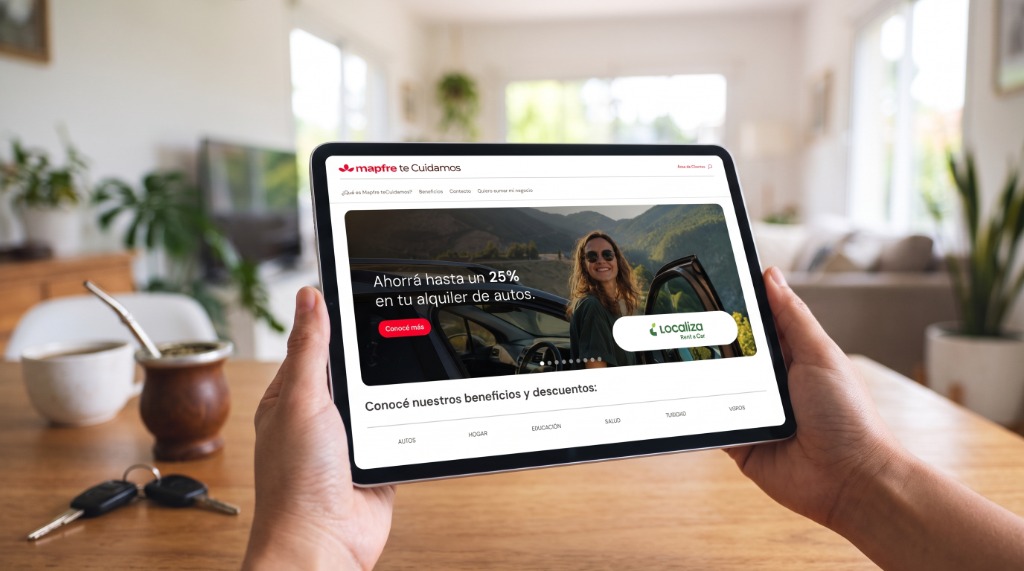 mapfre te Cuidamos
Área de Clientes
¿Qué es Mapfre teCuidamos? Beneficios Contacto Quiero sumar mi negocio
Ahorrá hasta un 25%
en tu alquiler de autos.
Conocé más
Localiza
Rent a Car
Conocé nuestros beneficios y descuentos:
AUTOS HOGAR EDUCACIÓN SALUD TURISMO VARIOS